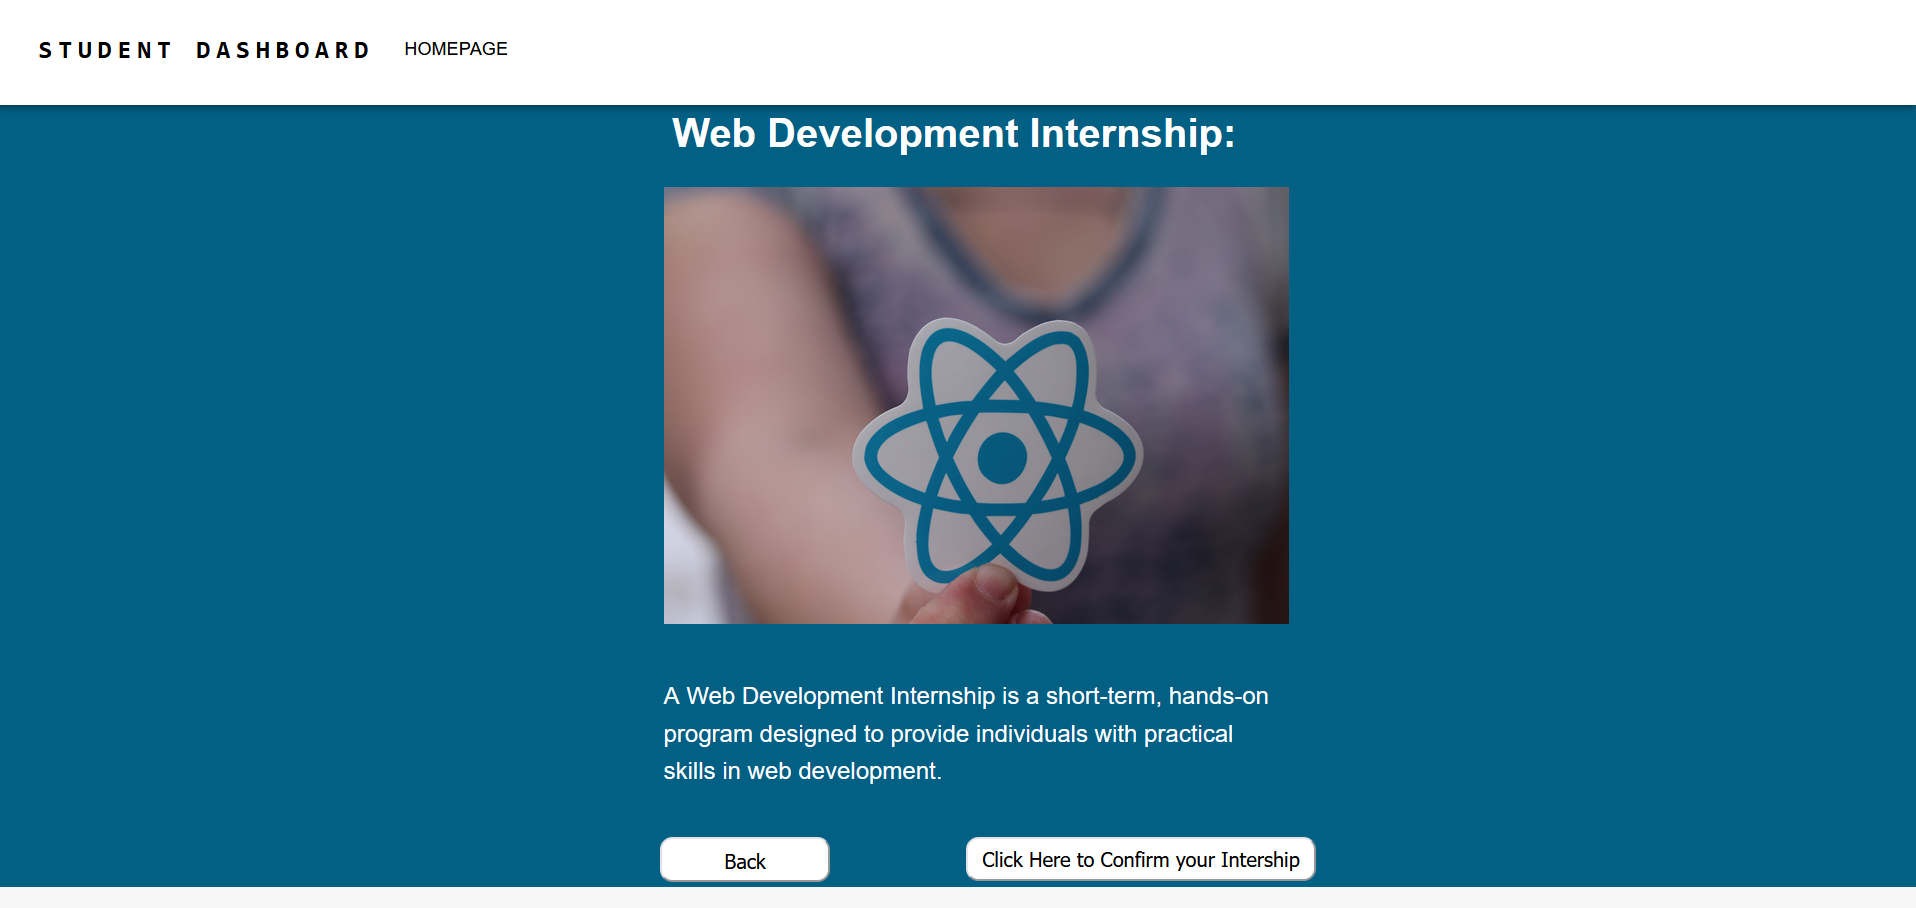 STUDENT DASHBOARD HOMEPAGE
Web Development Internship:
A Web Development Internship is a short-term, hands-on
program designed to provide individuals with practical
skills in web development.
Back Click Here to Confirm your Intership